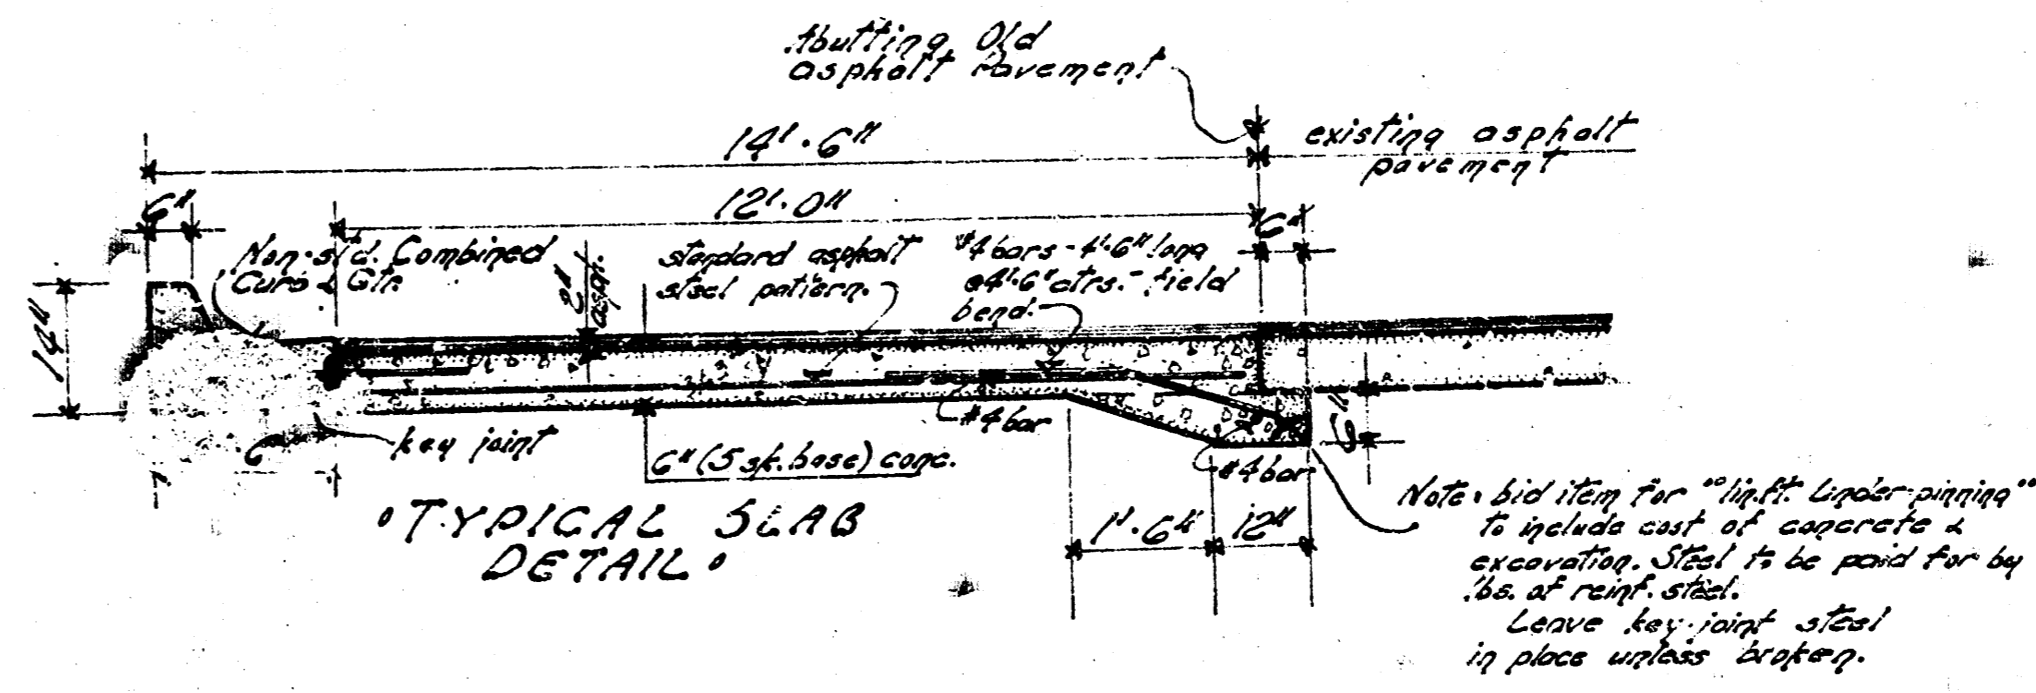 Abutting Old
asphalt Pavement
14'-6"
existing asphalt
pavement
12'-0"
6"
6"
Non-std. Combined
Curb & Gtr.
2"
asph.
standard asphalt
steel pattern.
#4 bars - 4'-6" long
@4'-6" ctrs. - field
bend.
14"
key joint
#4 bar
6" (5 sk. base) conc.
#4 bar
6"
°TYPICAL SLAB
DETAIL°
1'-6"
12"
Note: bid item for "lin.ft. Under-pinning"
to include cost of concrete &
excavation. Steel to be paid for by
lbs. of reinf. steel.
Leave key-joint steel
in place unless broken.